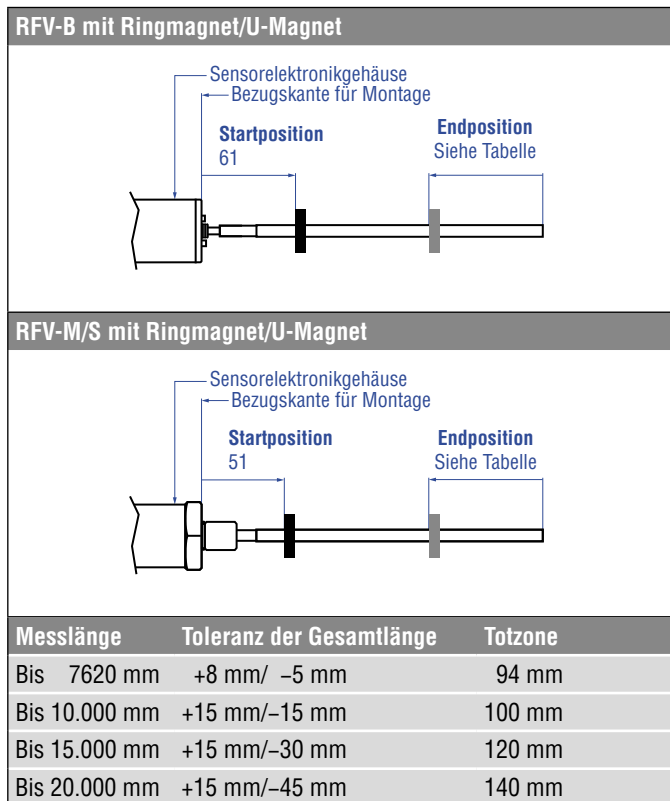 RFV-B mit Ringmagnet/U-Magnet
Sensorelektronikgehäuse
Bezugskante für Montage
Startposition
61
Endposition
Siehe Tabelle
RFV-M/S mit Ringmagnet/U-Magnet
Sensorelektronikgehäuse
Bezugskante für Montage
Startposition
51
Endposition
Siehe Tabelle
Messlänge Toleranz der Gesamtlänge Totzone
Bis 7620 mm +8 mm/ −5 mm 94 mm
Bis 10.000 mm +15 mm/−15 mm 100 mm
Bis 15.000 mm +15 mm/−30 mm 120 mm
Bis 20.000 mm +15 mm/−45 mm 140 mm